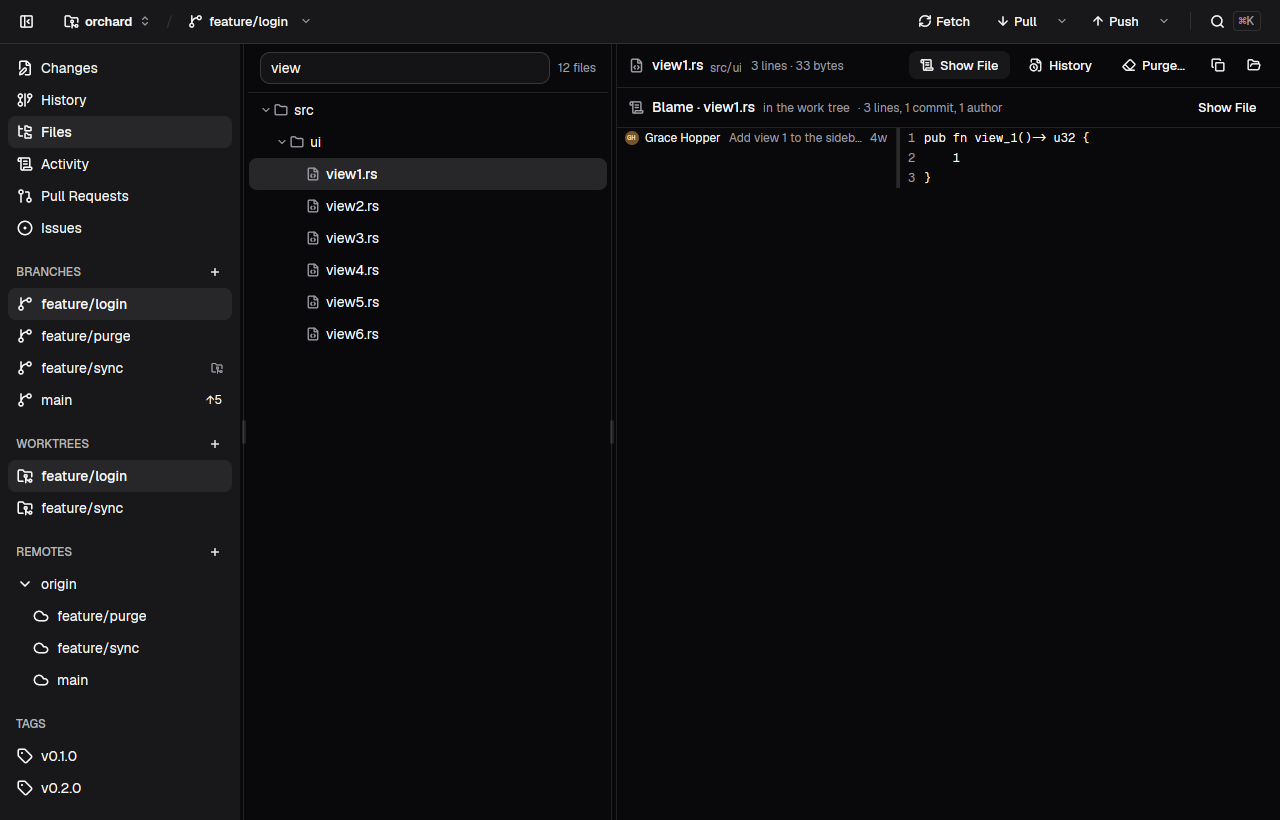 orchard / feature/login Fetch Pull Push ⌘K
Changes
History
Files
Activity
Pull Requests
Issues
BRANCHES +
feature/login
feature/purge
feature/sync
main ↑5
WORKTREES +
feature/login
feature/sync
REMOTES +
origin
feature/purge
feature/sync
main
TAGS
v0.1.0
v0.2.0
view 12 files
src
ui
view1.rs
view2.rs
view3.rs
view4.rs
view5.rs
view6.rs
view1.rs src/ui 3 lines · 33 bytes Show File History Purge...
Blame · view1.rs in the work tree · 3 lines, 1 commit, 1 author Show File
GH Grace Hopper Add view 1 to the sideb... 4w
1 pub fn view_1()-> u32 {
2 1
3 }